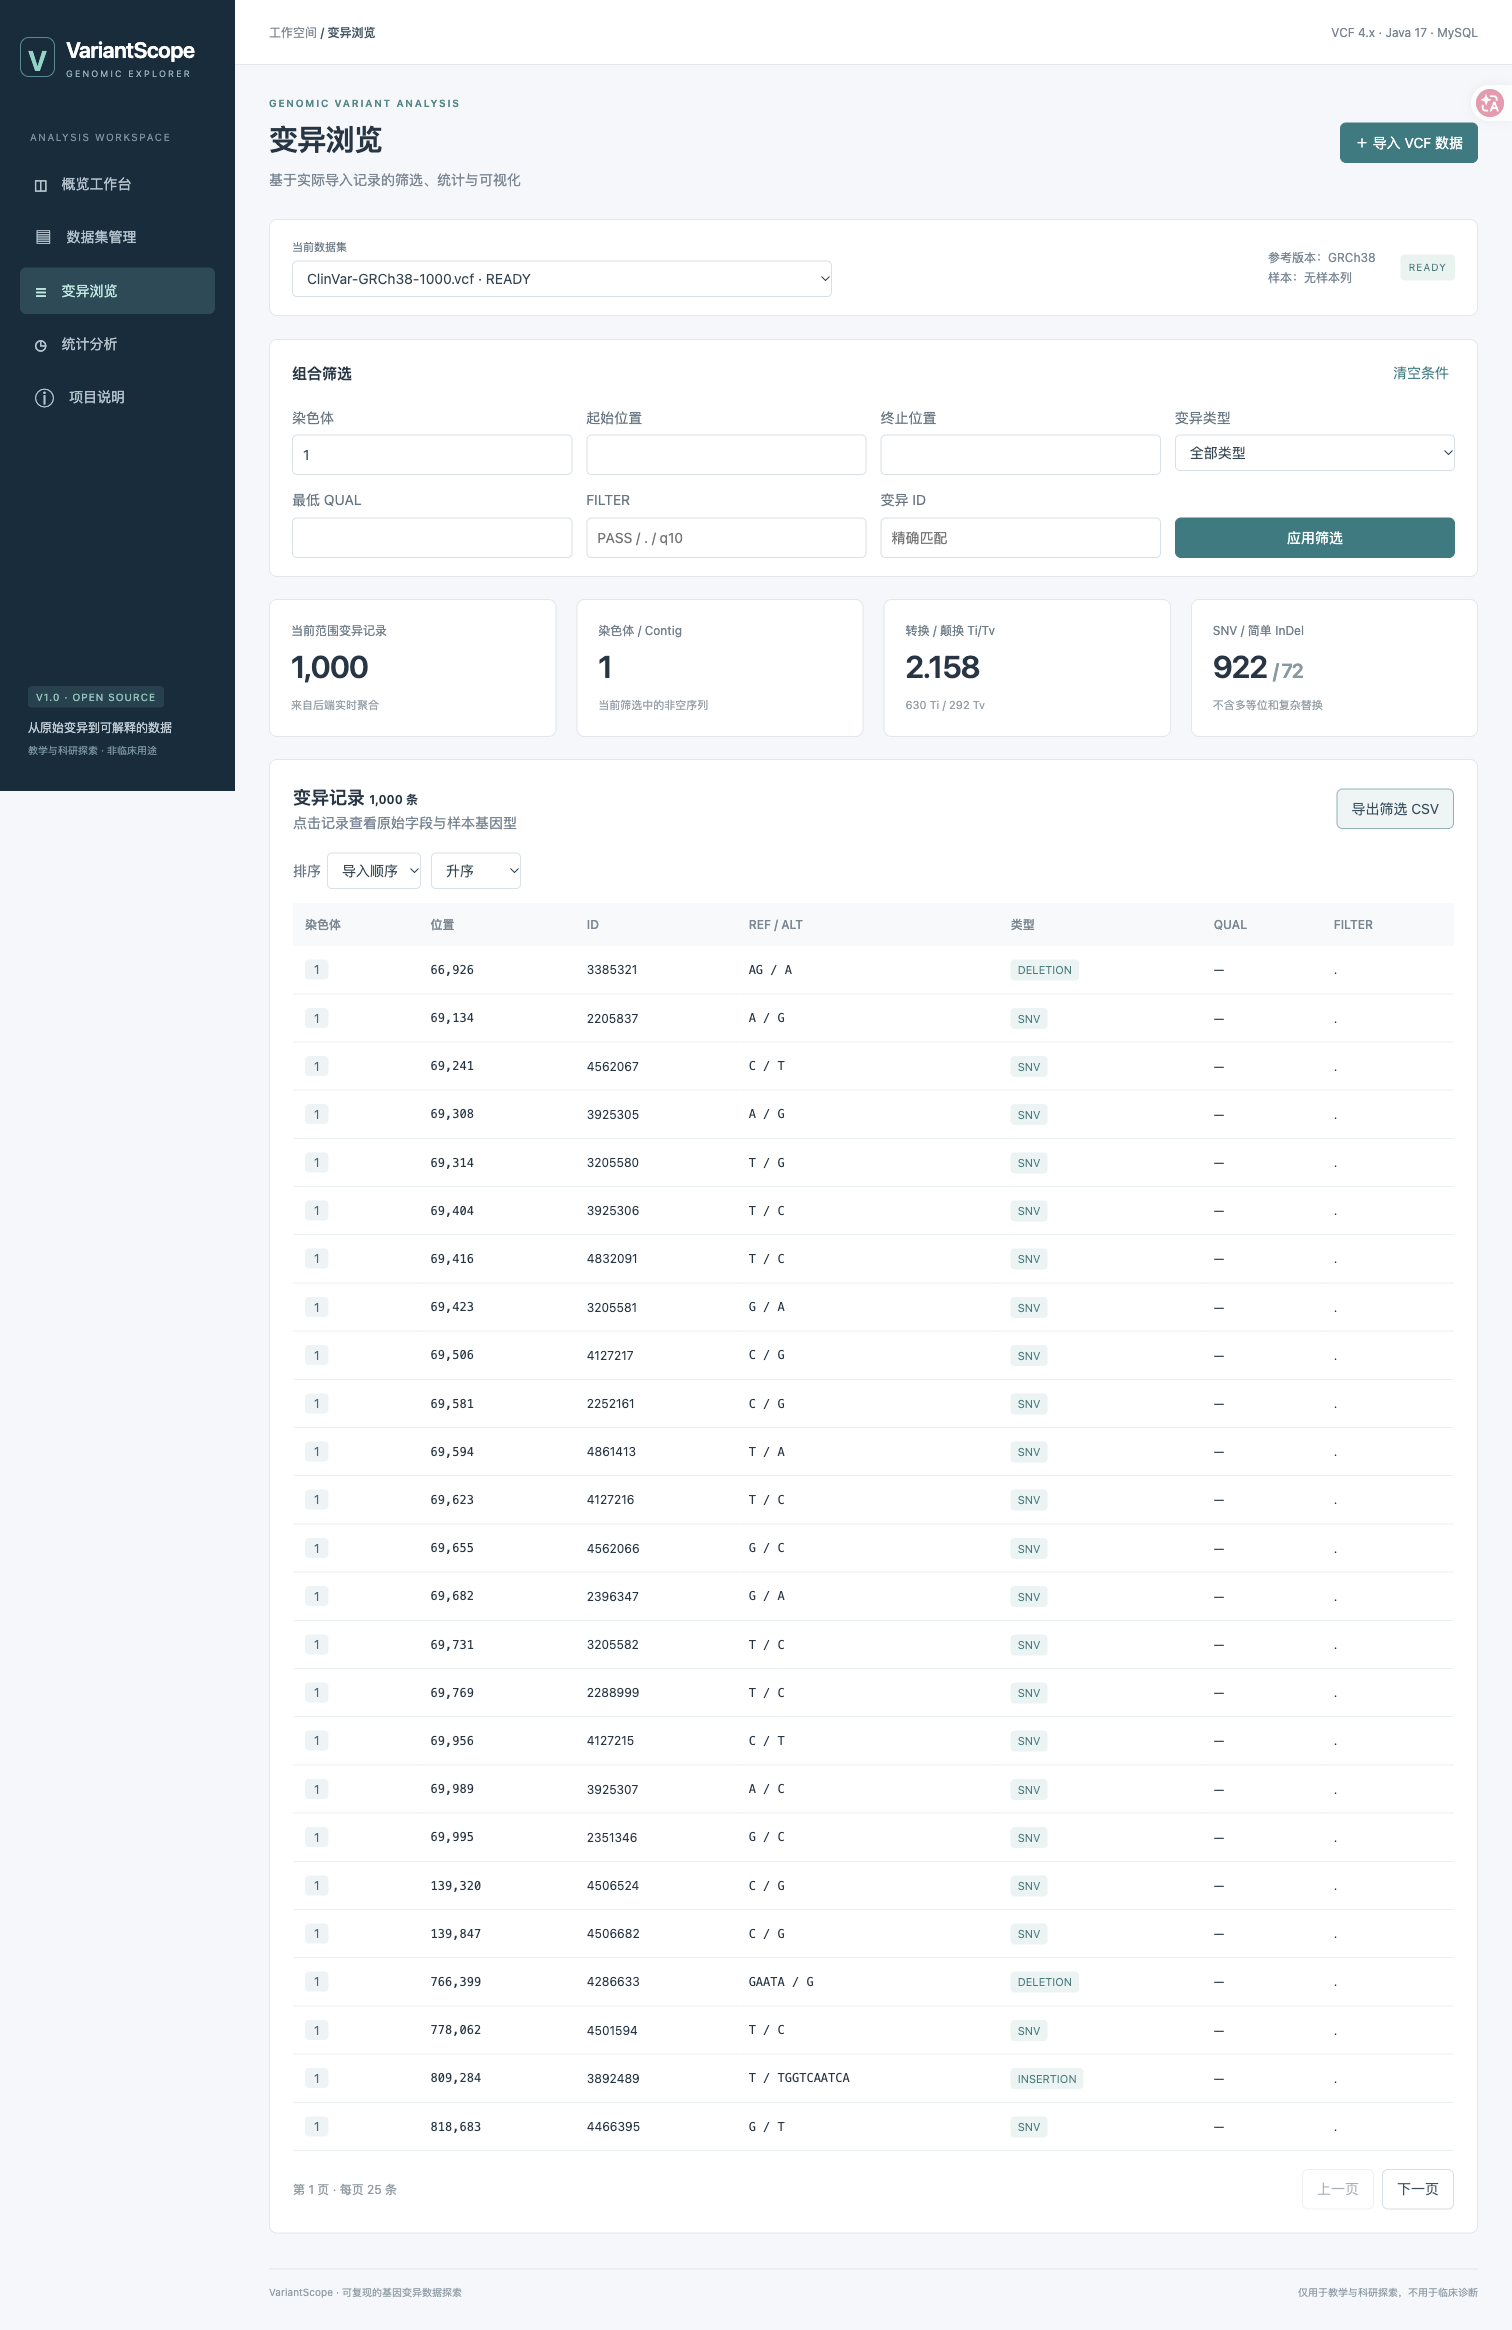 V
VariantScope
GENOMIC EXPLORER
ANALYSIS WORKSPACE
概览工作台
数据集管理
变异浏览
统计分析
项目说明
V1.0 · OPEN SOURCE
从原始变异到可解释的数据
教学与科研探索 · 非临床用途
工作空间 / 变异浏览
VCF 4.x · Java 17 · MySQL
GENOMIC VARIANT ANALYSIS
变异浏览
+ 导入 VCF 数据
基于实际导入记录的筛选、统计与可视化
当前数据集
ClinVar-GRCh38-1000.vcf · READY
参考版本：GRCh38
样本：无样本列
READY
组合筛选
清空条件
染色体 起始位置 终止位置 变异类型
1 全部类型
最低 QUAL FILTER 变异 ID
PASS / . / q10 精确匹配 应用筛选
当前范围变异记录
1,000
来自后端实时聚合
染色体 / Contig
1
当前筛选中的非空序列
转换 / 颠换 Ti/Tv
2.158
630 Ti / 292 Tv
SNV / 简单 InDel
922 / 72
不含多等位和复杂替换
变异记录 1,000 条
点击记录查看原始字段与样本基因型
导出筛选 CSV
排序 导入顺序 升序
染色体 位置 ID REF / ALT 类型 QUAL FILTER
1 66,926 3385321 AG / A DELETION — .
1 69,134 2205837 A / G SNV — .
1 69,241 4562067 C / T SNV — .
1 69,308 3925305 A / G SNV — .
1 69,314 3205580 T / G SNV — .
1 69,404 3925306 T / C SNV — .
1 69,416 4832091 T / C SNV — .
1 69,423 3205581 G / A SNV — .
1 69,506 4127217 C / G SNV — .
1 69,581 2252161 C / G SNV — .
1 69,594 4861413 T / A SNV — .
1 69,623 4127216 T / C SNV — .
1 69,655 4562066 G / C SNV — .
1 69,682 2396347 G / A SNV — .
1 69,731 3205582 T / C SNV — .
1 69,769 2288999 T / C SNV — .
1 69,956 4127215 C / T SNV — .
1 69,989 3925307 A / C SNV — .
1 69,995 2351346 G / C SNV — .
1 139,320 4506524 C / G SNV — .
1 139,847 4506682 C / G SNV — .
1 766,399 4286633 GAATA / G DELETION — .
1 778,062 4501594 T / C SNV — .
1 809,284 3892489 T / TGGTCAATCA INSERTION — .
1 818,683 4466395 G / T SNV — .
第 1 页 · 每页 25 条
上一页 下一页
VariantScope · 可复现的基因变异数据探索
仅用于教学与科研探索，不用于临床诊断